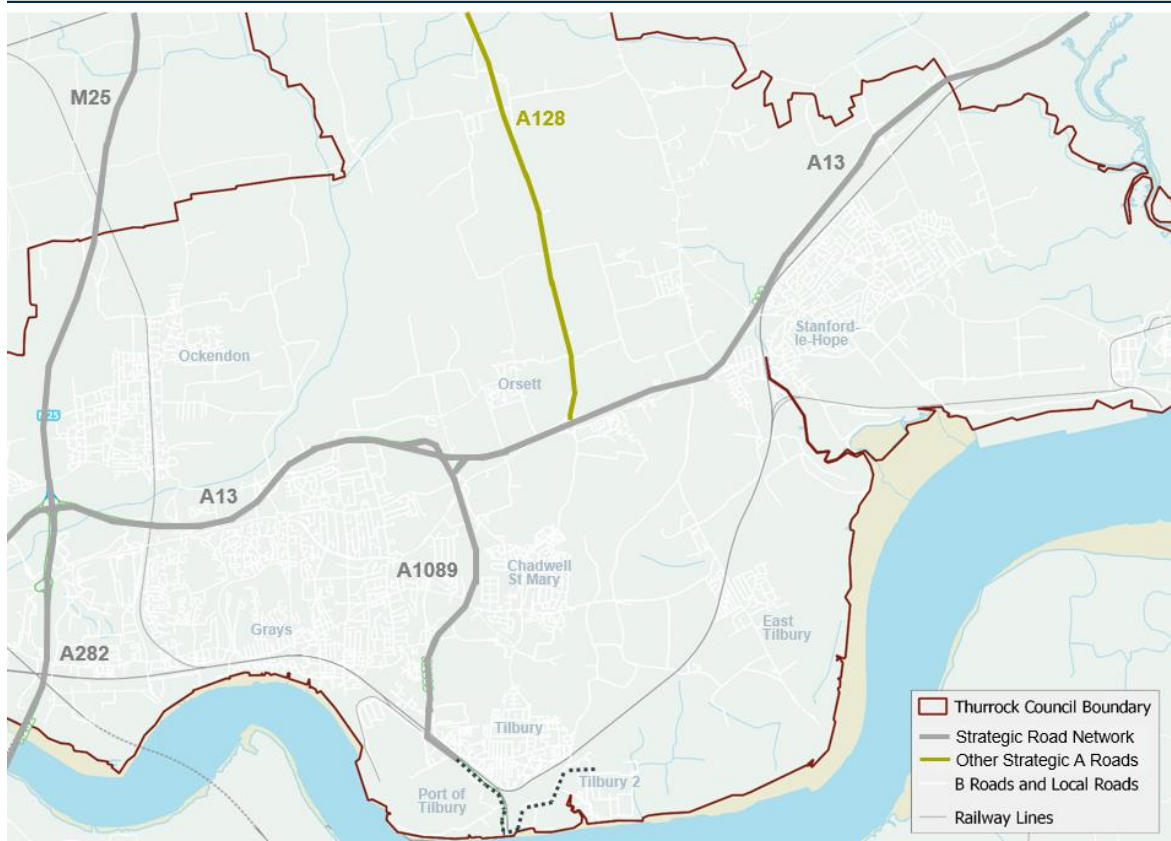 M25
A128
A13
Ockendon
Orsett
Stanford-
le-Hope
M25
A13
A1089
Chadwell
St Mary
East
Tilbury
Grays
A282
Tilbury
Port of
Tilbury
Tilbury 2
Thurrock Council Boundary
Strategic Road Network
Other Strategic A Roads
B Roads and Local Roads
Railway Lines